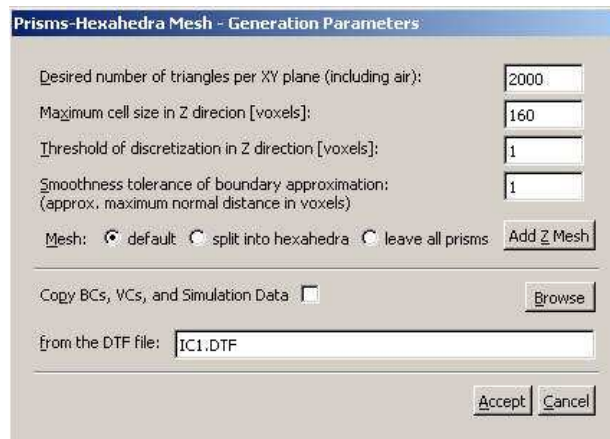 Prisms-Hexahedra Mesh - Generation Parameters
Desired number of triangles per XY plane (including air): 2000
Maximum cell size in Z direcion [voxels]: 160
Threshold of discretization in Z direction [voxels]: 1
Smoothness tolerance of boundary approximation: 1
(approx. maximum normal distance in voxels)
Mesh: default split into hexahedra leave all prisms Add Z Mesh
Copy BCs, VCs, and Simulation Data Browse
from the DTF file: IC1.DTF
Accept Cancel